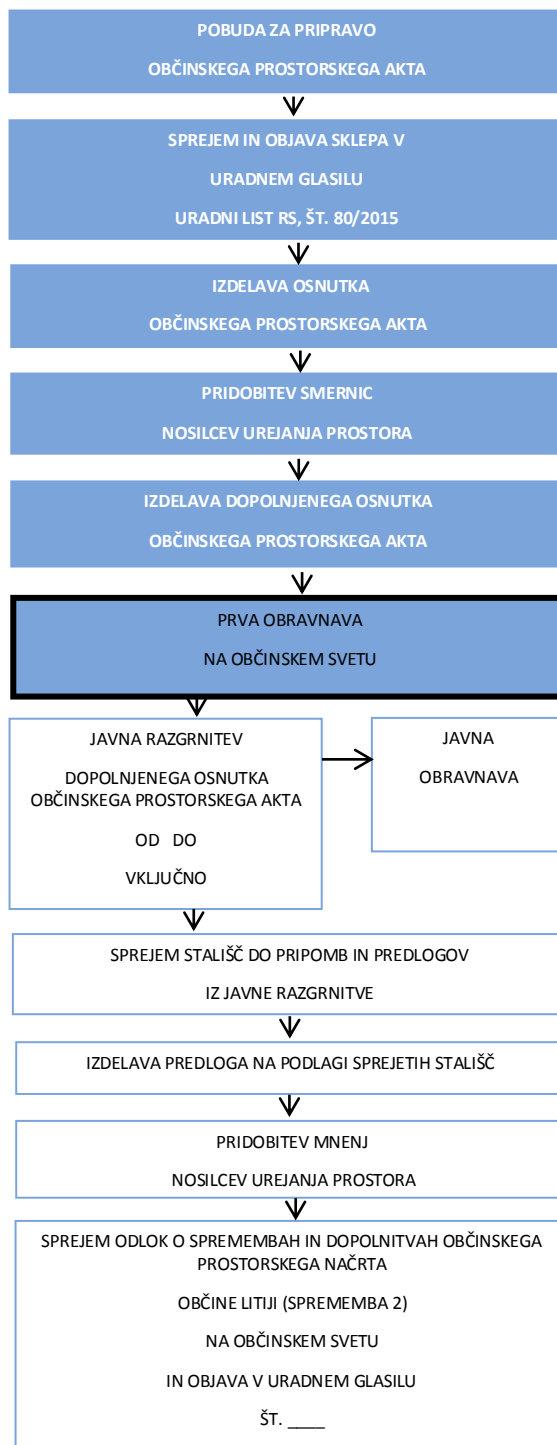 POBUDA ZA PRIPRAVO
OBČINSKEGA PROSTORSKEGA AKTA
SPREJEM IN OBJAVA SKLEPA V
URADNEM GLASILU
URADNI LIST RS, ŠT. 80/2015
IZDELAVA OSNUTKA
OBČINSKEGA PROSTORSKEGA AKTA
PRIDOBITEV SMERNIC
NOSILCEV UREJANJA PROSTORA
IZDELAVA DOPOLNJENEGA OSNUTKA
OBČINSKEGA PROSTORSKEGA AKTA
PRVA OBRAVNAVA
NA OBČINSKEM SVETU
JAVNA RAZGRNITEV
DOPOLNJENEGA OSNUTKA
OBČINSKEGA PROSTORSKEGA AKTA
OD DO
VKLJUČNO
JAVNA
OBRAVNAVA
SPREJEM STALIŠČ DO PRIPOMB IN PREDLOGOV
IZ JAVNE RAZGRNITVE
IZDELAVA PREDLOGA NA PODLAGI SPREJETIH STALIŠČ
PRIDOBITEV MNENJ
NOSILCEV UREJANJA PROSTORA
SPREJEM ODLOK O SPREMEMBAH IN DOPOLNITVAH OBČINSKEGA
PROSTORSKEGA NAČRTA
OBČINE LITIJI (SPREMEMBA 2)
NA OBČINSKEM SVETU
IN OBJAVA V URADNEM GLASILU
ŠT. ____